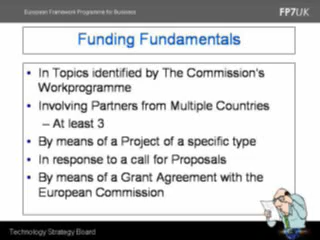 European Framework Programme for Business
FP7UK
Funding Fundamentals
• In Topics identified by The Commission's
Workprogramme
• Involving Partners from Multiple Countries
– At least 3
• By means of a Project of a specific type
• In response to a call for Proposals
• By means of a Grant Agreement with the
European Commission
Technology Strategy Board